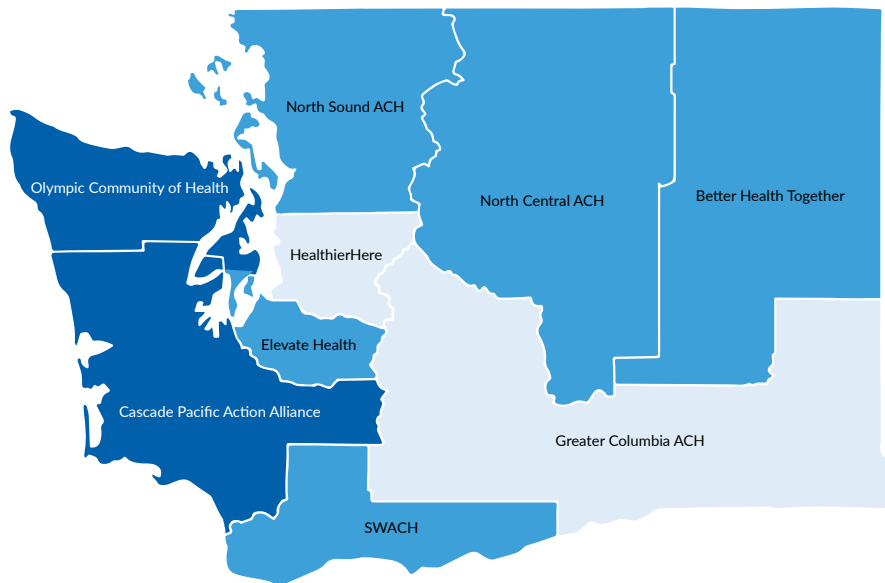 North Sound ACH
Olympic Community of Health
North Central ACH
Better Health Together
HealthierHere
Elevate Health
Cascade Pacific Action Alliance
Greater Columbia ACH
SWACH